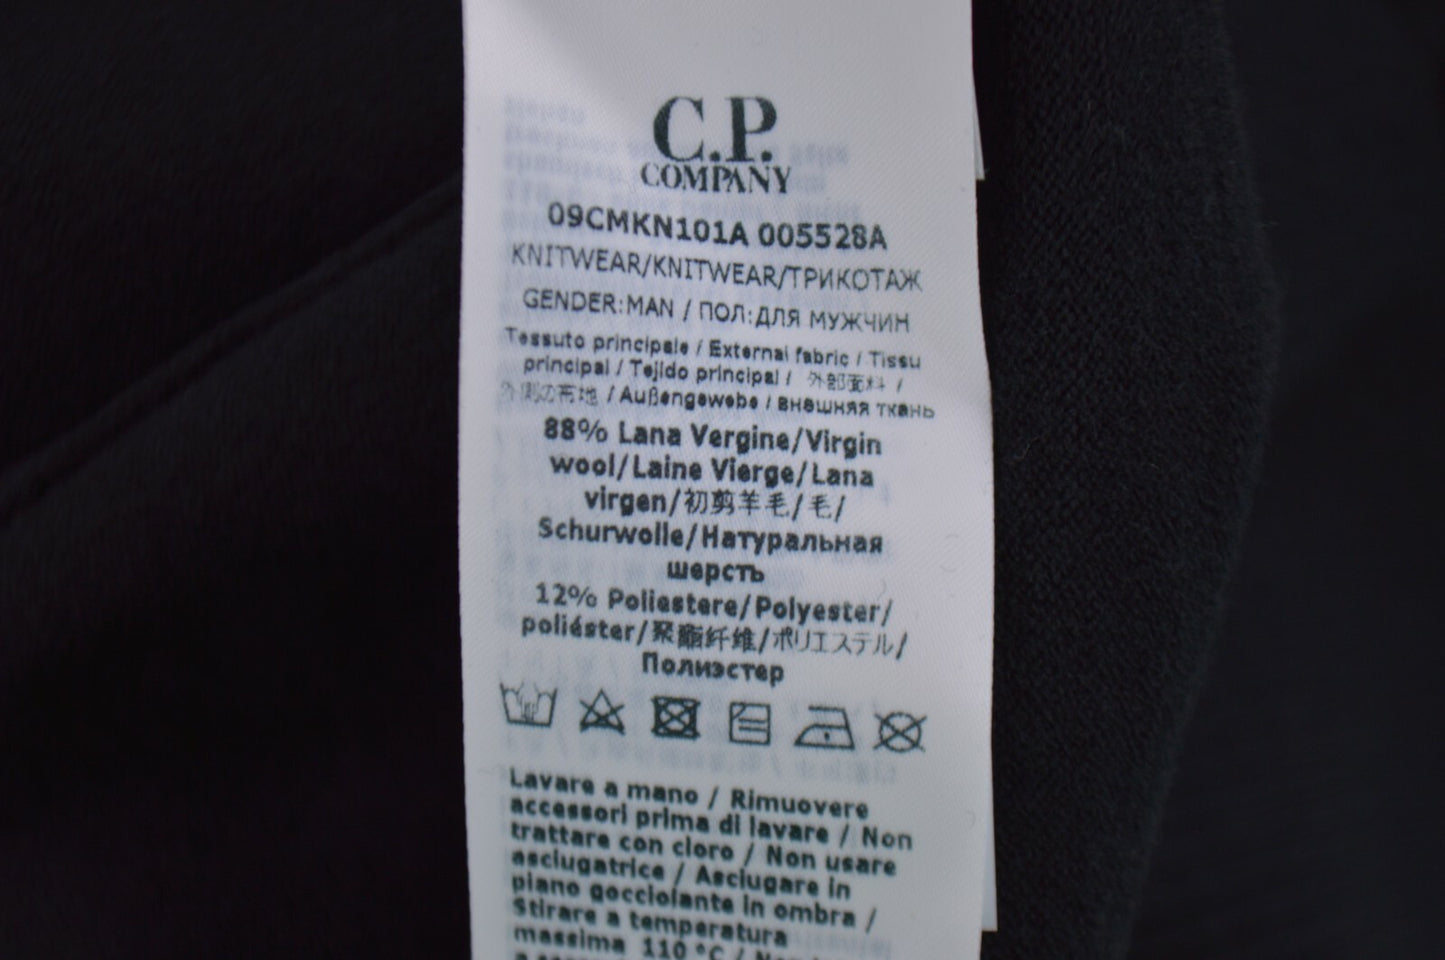 C.P.
COMPANY
09CMKN101A 005528A
KNITWEAR/KNITWEAR/ТРИКОТАЖ
GENDER:MAN / ПОЛ:ДЛЯ МУЖЧИН
Tessuto principale / External fabric / Tissu
principal / Tejido principal / 外部面料 /
外側の布地 / Außengewebe / внешняя ткань
88% Lana Vergine/Virgin
wool/Laine Vierge/Lana
virgen/初剪羊毛/毛/
Schurwolle/Натуральная
шерсть
12% Poliestere/Polyester/
poliéster/聚酯纤维/ポリエステル/
Полиэстер
Lavare a mano / Rimuovere
accessori prima di lavare / Non
trattare con cloro / Non usare
asciugatrice / Asciugare in
piano gocciolante in ombra /
Stirare a temperatura
massima 110 °C /